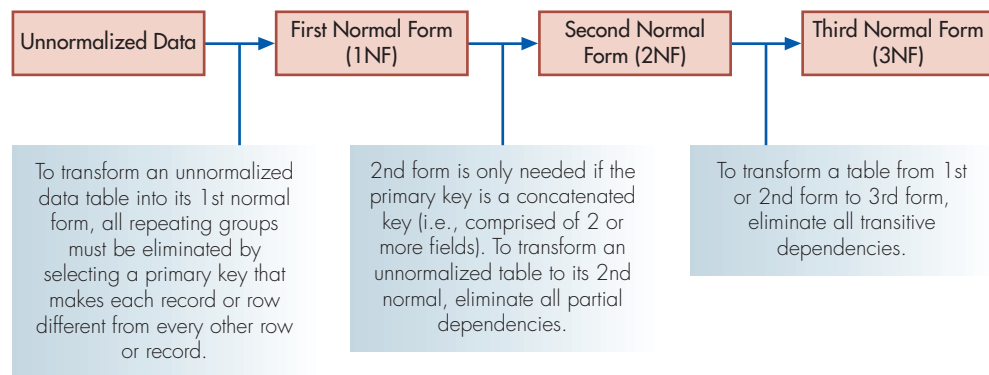 Unnormalized Data
First Normal Form
(1NF)
Second Normal
Form (2NF)
Third Normal Form
(3NF)
To transform an unnormalized
data table into its 1st normal
form, all repeating groups
must be eliminated by
selecting a primary key that
makes each record or row
different from every other row
or record.
2nd form is only needed if the
primary key is a concatenated
key (i.e., comprised of 2 or
more fields). To transform an
unnormalized table to its 2nd
normal, eliminate all partial
dependencies.
To transform a table from 1st
or 2nd form to 3rd form,
eliminate all transitive
dependencies.